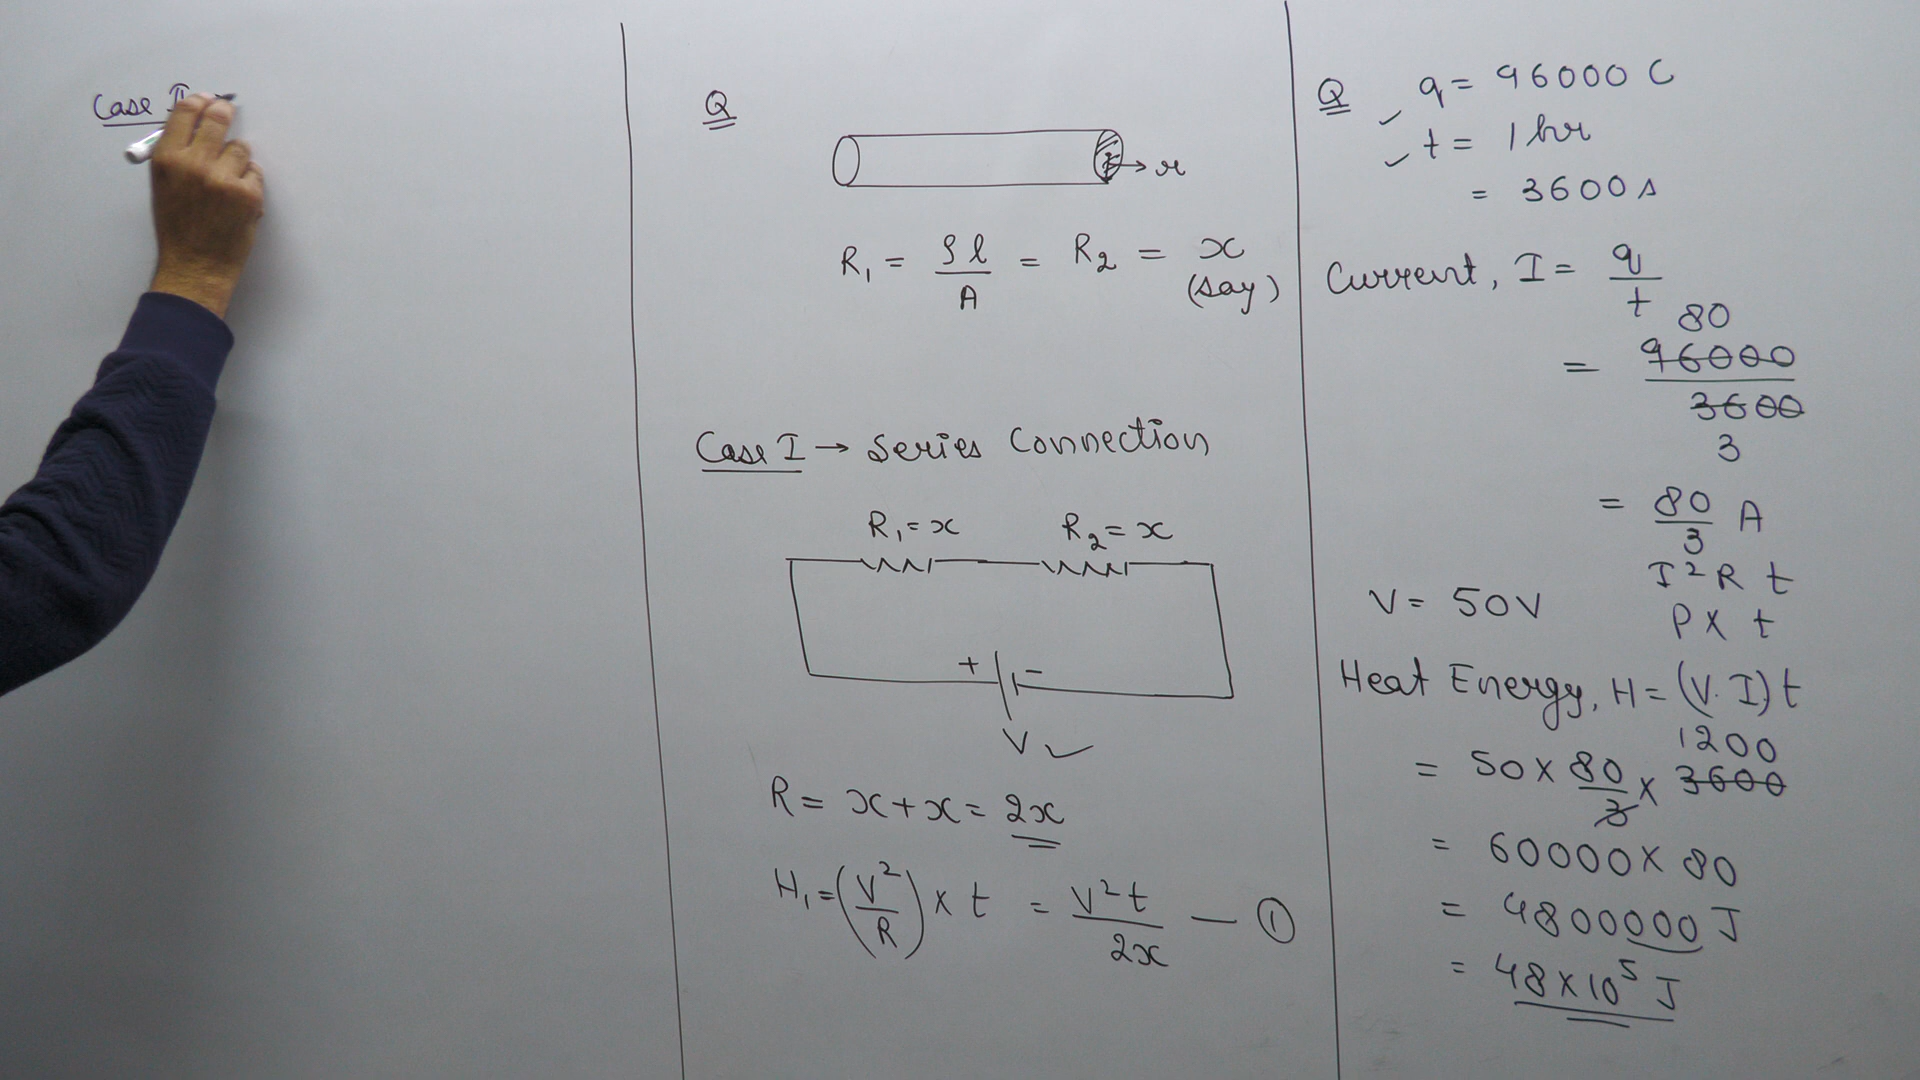 Case II →
Q
→ r
R₁ = ρl/A = R₂ = x
(say)
Case I → Series Connection
R₁ = x R₂ = x
+ -
V ✓
R = x + x = 2x
H₁ = (V²/R) × t = V²t/2x — ①
Q ✓ q = 96000 C
✓ t = 1 hr
= 3600 s
Current, I = q/t
80
= 96000/3600
3
= 80/3 A
I²R t
V = 50V
P × t
Heat Energy, H = (V. I) t
1200
= 50 × 80/3 × 3600
= 60000 × 80
= 4800000 J
= 48 × 10⁵ J